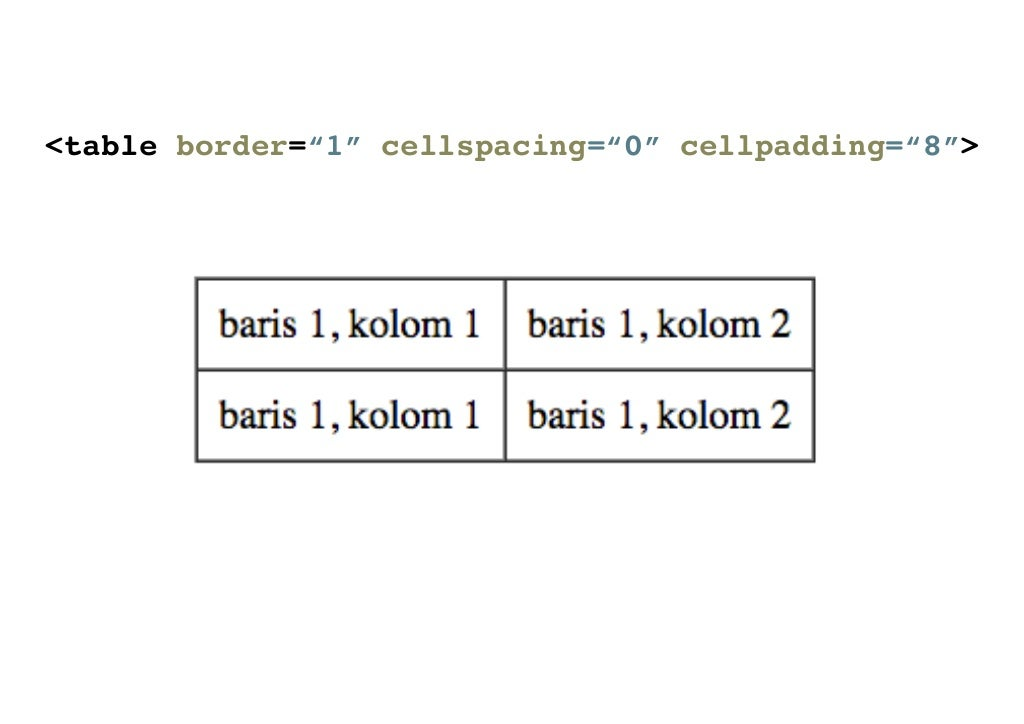 <table border=“1” cellspacing=“0” cellpadding=“8”>
baris 1, kolom 1 baris 1, kolom 2
baris 1, kolom 1 baris 1, kolom 2